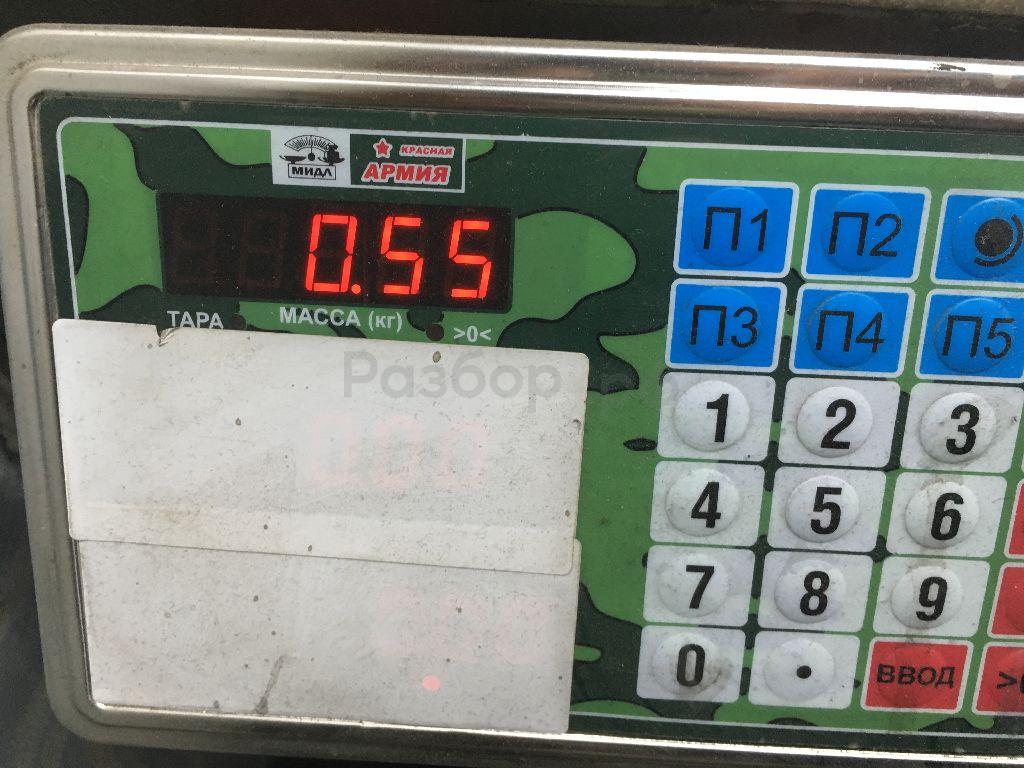 МИДЛ
КРАСНАЯ
АРМИЯ
0.55
ТАРА МАССА (кг) >0<
Разбор
П1 П2
П3 П4 П5
1 2 3
4 5 6
7 8 9
0 • ВВОД